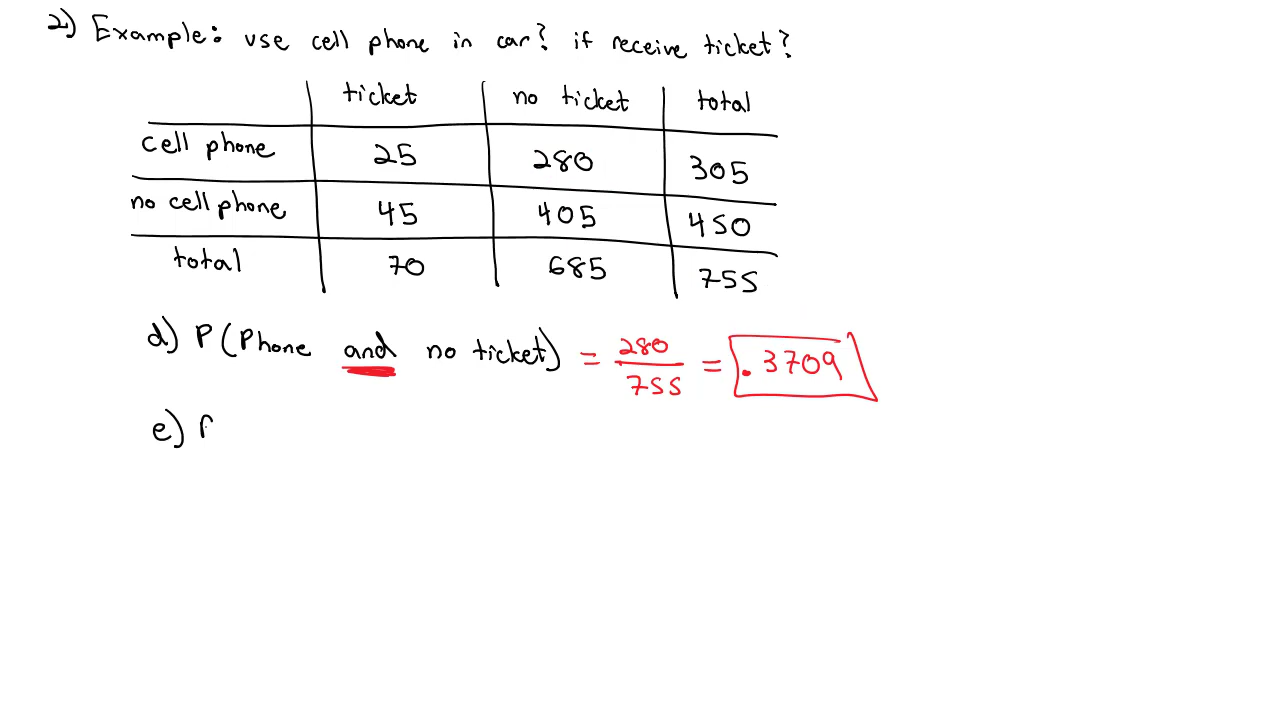 2) Example: use cell phone in car? if receive ticket?
ticket no ticket total
cell phone 25 280 305
no cell phone 45 405 450
total 70 685 755
d) P(Phone and no ticket) = 280/755 = .3709
e)